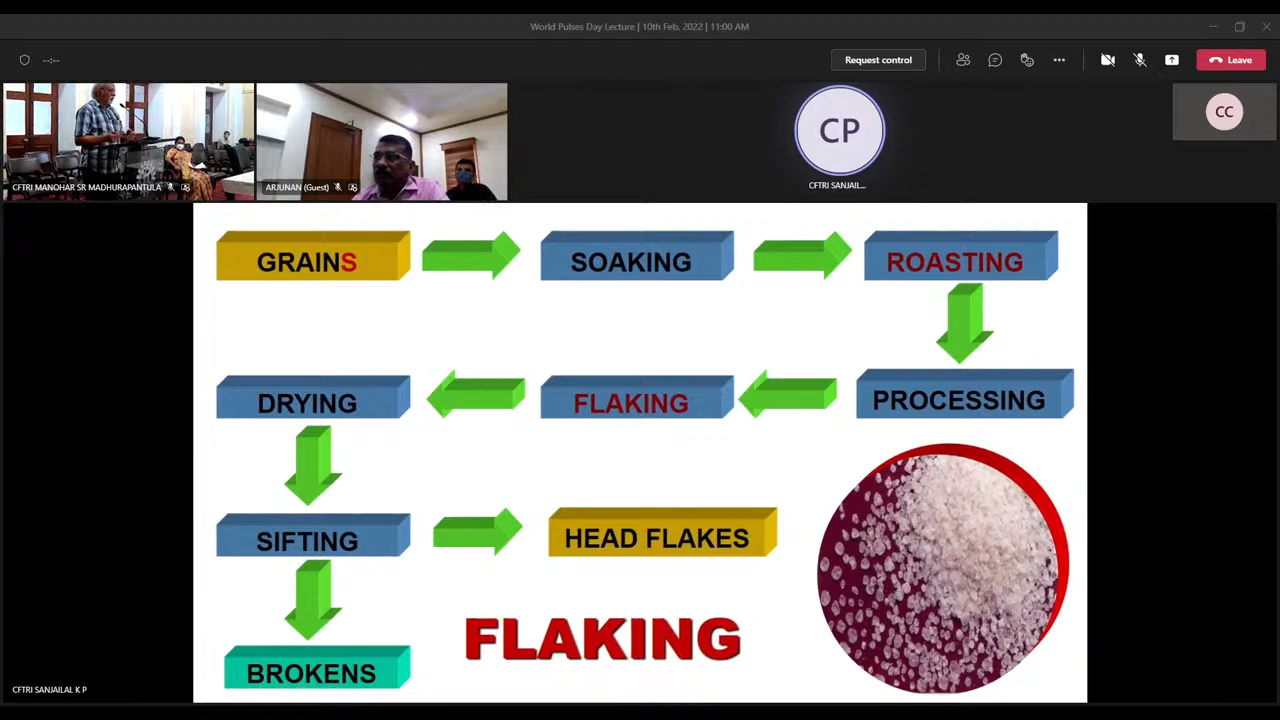 World Pulses Day Lecture | 10th Feb, 2022 | 11:00 AM
--:--
Request control
Leave
CP
CC
CFTRI MANOHAR SR MADHURAPANTULA
ARJUNAN (Guest)
CFTRI SANJAIL...
GRAINS
SOAKING
ROASTING
DRYING
FLAKING
PROCESSING
SIFTING
HEAD FLAKES
FLAKING
BROKENS
CFTRI SANJAILAL K P